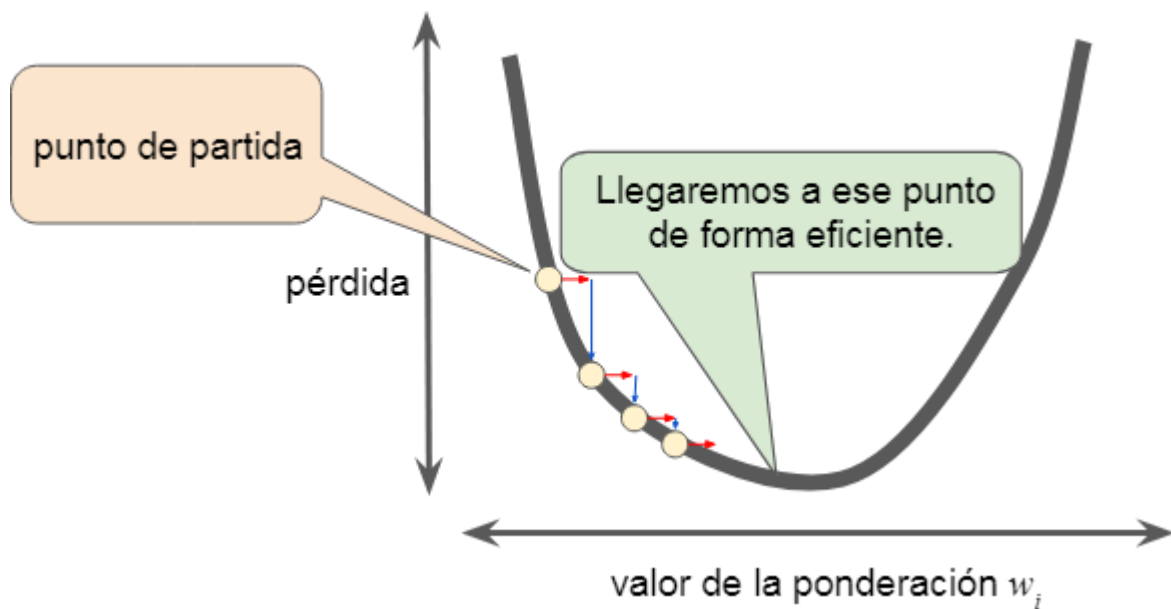 punto de partida
Llegaremos a ese punto
de forma eficiente.
pérdida
valor de la ponderación wᵢ